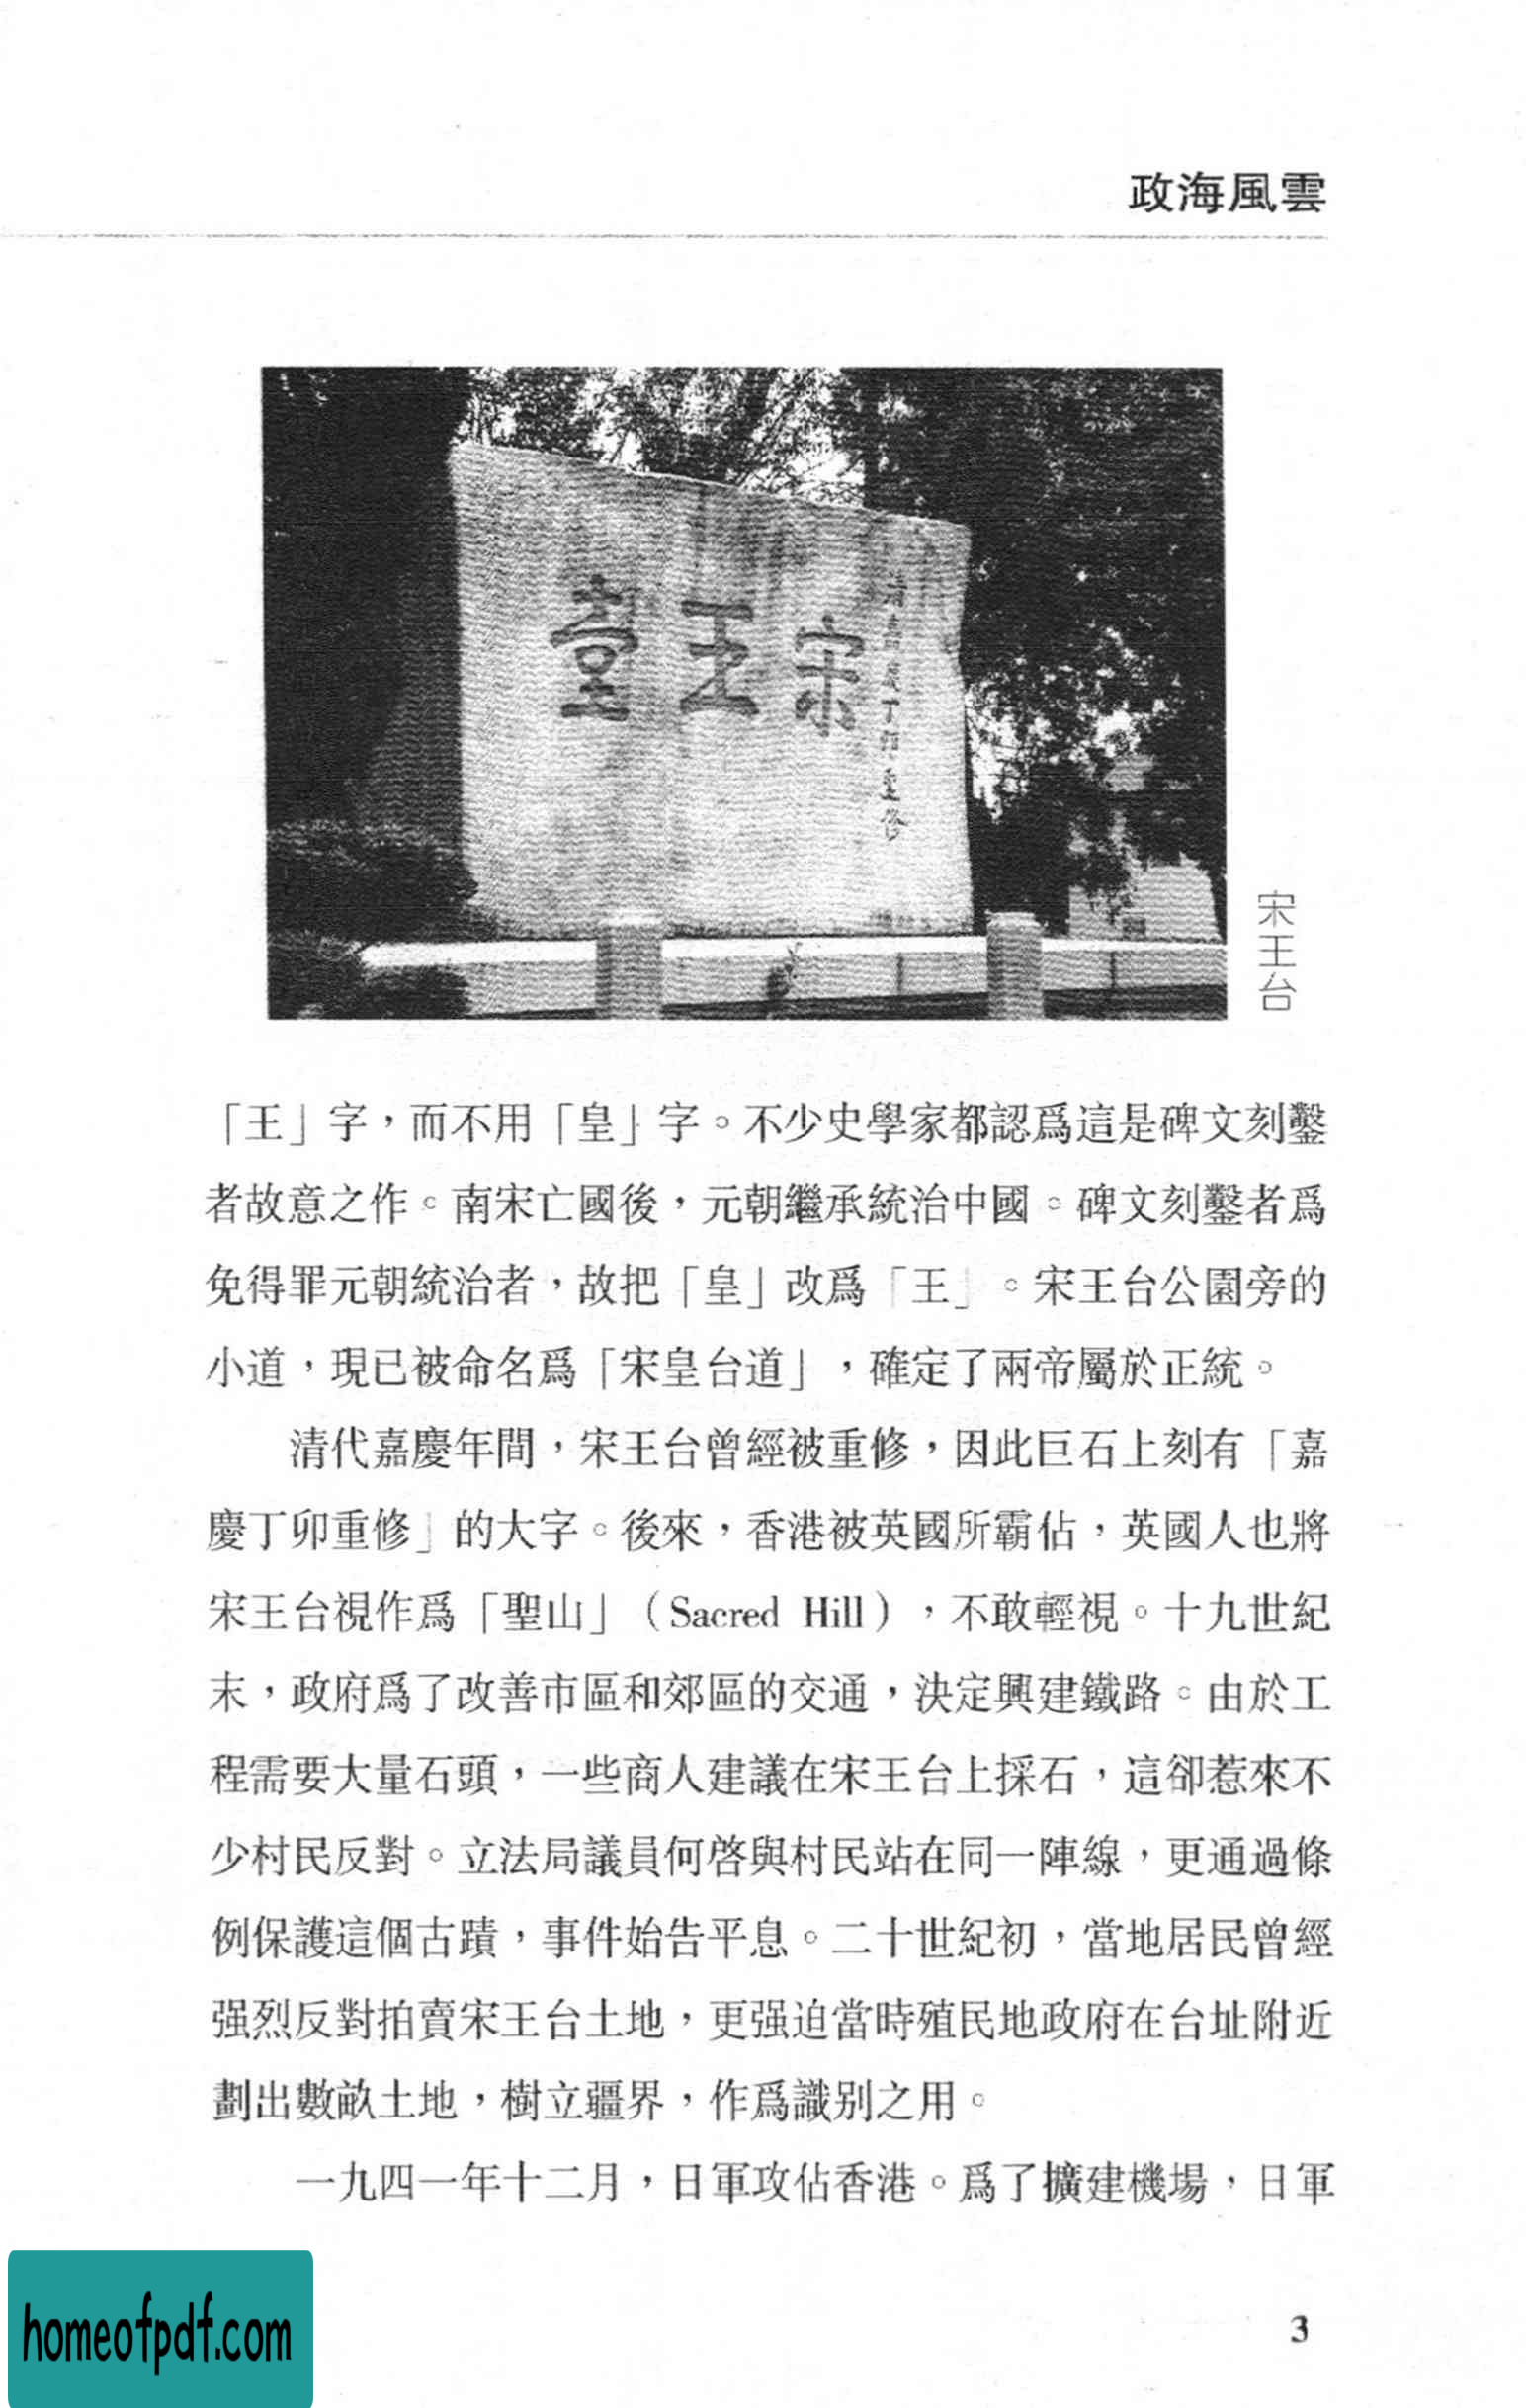 政海風雲
宋王臺
清嘉慶丁卯重修
宋王台
「王」字，而不用「皇」字。不少史學家都認爲這是碑文刻鑿
者故意之作。南宋亡國後，元朝繼承統治中國。碑文刻鑿者爲
免得罪元朝統治者，故把「皇」改爲「王」。宋王台公園旁的
小道，現已被命名爲「宋皇台道」，確定了兩帝屬於正統。
清代嘉慶年間，宋王台曾經被重修，因此巨石上刻有「嘉
慶丁卯重修」的大字。後來，香港被英國所霸佔，英國人也將
宋王台視作爲「聖山」（Sacred Hill），不敢輕視。十九世紀
末，政府爲了改善市區和郊區的交通，決定興建鐵路。由於工
程需要大量石頭，一些商人建議在宋王台上採石，這卻惹來不
少村民反對。立法局議員何啓與村民站在同一陣線，更通過條
例保護這個古蹟，事件始告平息。二十世紀初，當地居民曾經
强烈反對拍賣宋王台土地，更强迫當時殖民地政府在台址附近
劃出數畝土地，樹立疆界，作爲識别之用。
一九四一年十二月，日軍攻佔香港。爲了擴建機場，日軍
3
homeofpdf.com